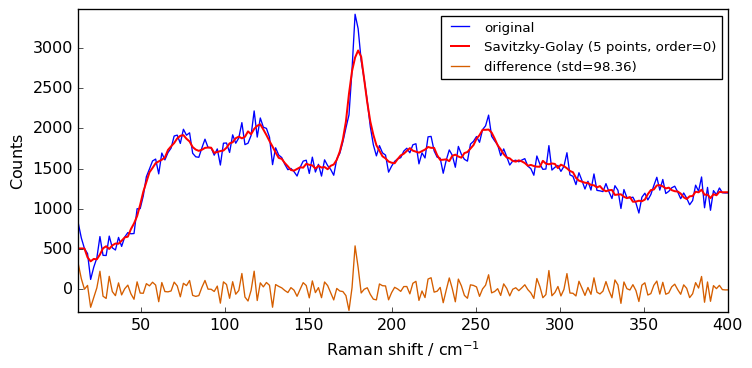 original
Savitzky-Golay (5 points, order=0)
difference (std=98.36)
Counts
3000
2500
2000
1500
1000
500
0
50 100 150 200 250 300 350 400
Raman shift / cm⁻¹